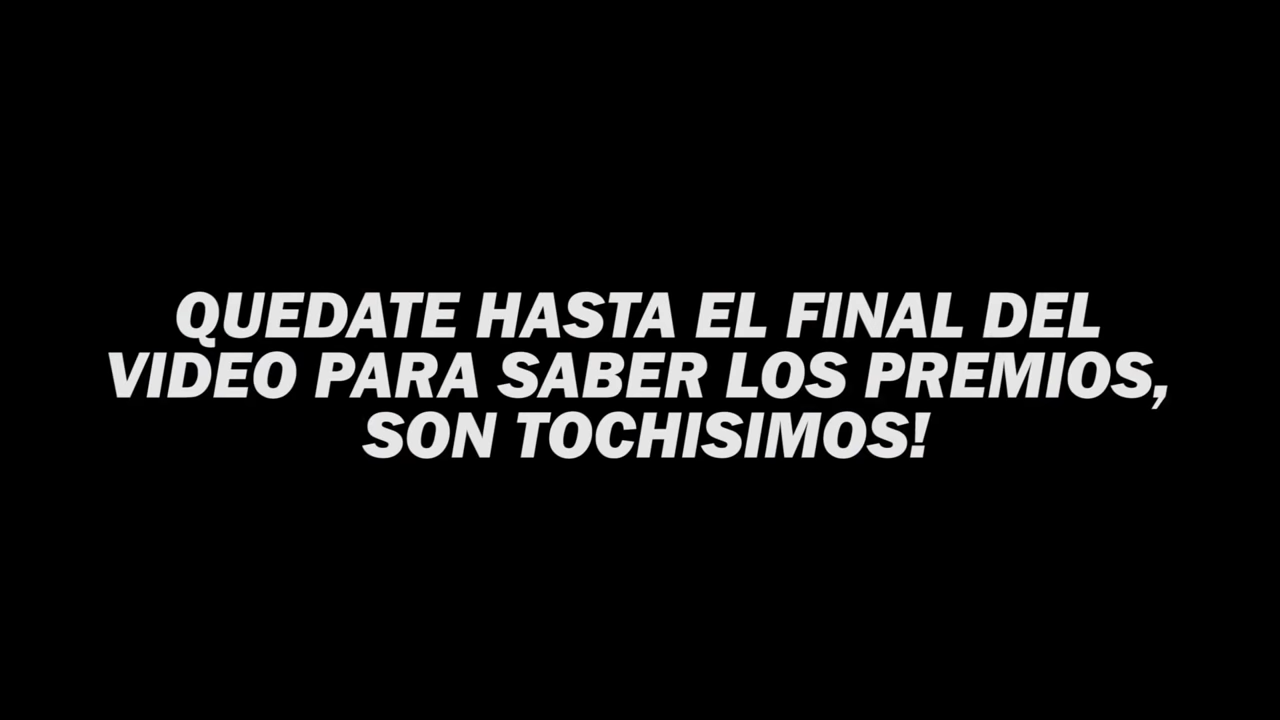 QUEDATE HASTA EL FINAL DEL
VIDEO PARA SABER LOS PREMIOS,
SON TOCHISIMOS!